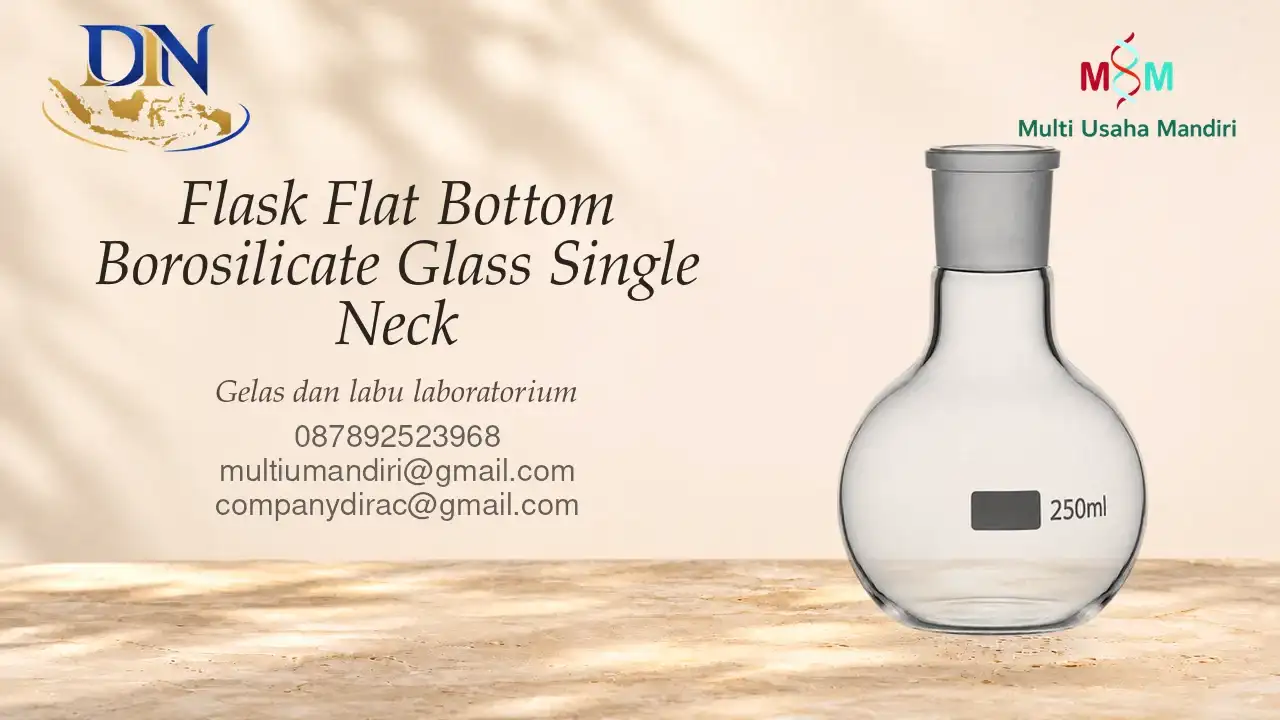 DIN
M M
Multi Usaha Mandiri
Flask Flat Bottom
Borosilicate Glass Single
Neck
Gelas dan labu laboratorium
087892523968
multiumandiri@gmail.com
companydirac@gmail.com
250ml